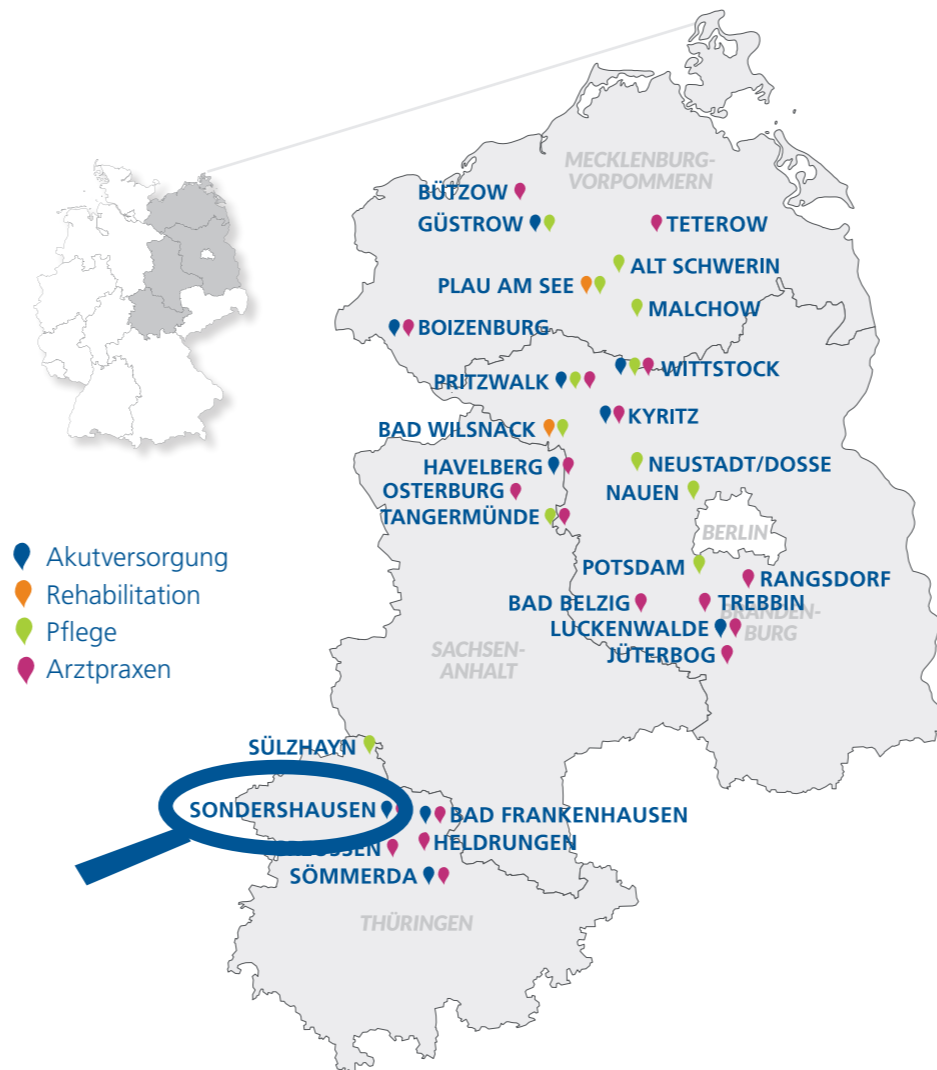 MECKLENBURG-
VORPOMMERN
BÜTZOW
GÜSTROW
TETEROW
ALT SCHWERIN
PLAU AM SEE
MALCHOW
BOIZENBURG
WITTSTOCK
PRITZWALK
KYRITZ
BAD WILSNACK
HAVELBERG
NEUSTADT/DOSSE
OSTERBURG
NAUEN
TANGERMÜNDE
BERLIN
Akutversorgung
Rehabilitation
Pflege
Arztpraxen
POTSDAM
RANGSDORF
BAD BELZIG
TREBBIN
BRANDEN-
BURG
LUCKENWALDE
JÜTERBOG
SACHSEN-
ANHALT
SÜLZHAYN
SONDERSHAUSEN
BAD FRANKENHAUSEN
HELDRUNGEN
SÖMMERDA
THÜRINGEN